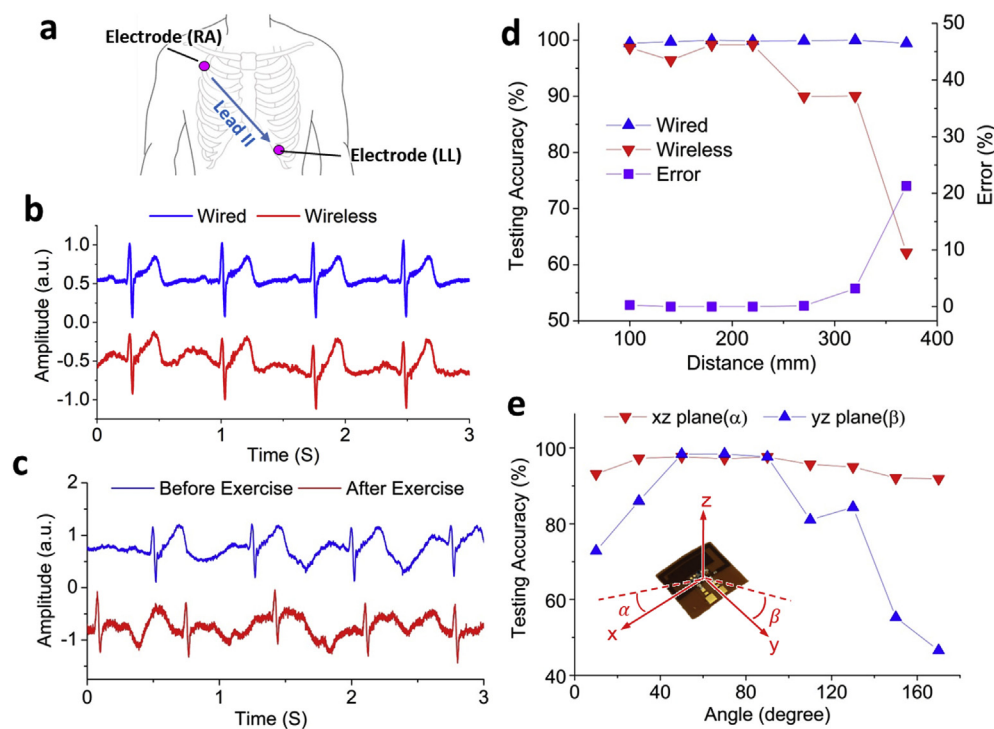 a
Electrode (RA)
Lead II
Electrode (LL)
b
Wired
Wireless
Amplitude (a.u.)
1.0
0.5
0.0
-0.5
-1.0
0
1
2
3
Time (S)
c
Before Exercise
After Exercise
Amplitude (a.u.)
2
1
0
-1
0
1
2
3
Time (S)
d
Testing Accuracy (%)
100
90
80
70
60
50
Wired
Wireless
Error
50
40
30
20
10
0
Error (%)
100
200
300
400
Distance (mm)
e
xz plane(α)
yz plane(β)
Testing Accuracy (%)
100
80
60
40
z
α
x
β
y
0
40
80
120
160
Angle (degree)